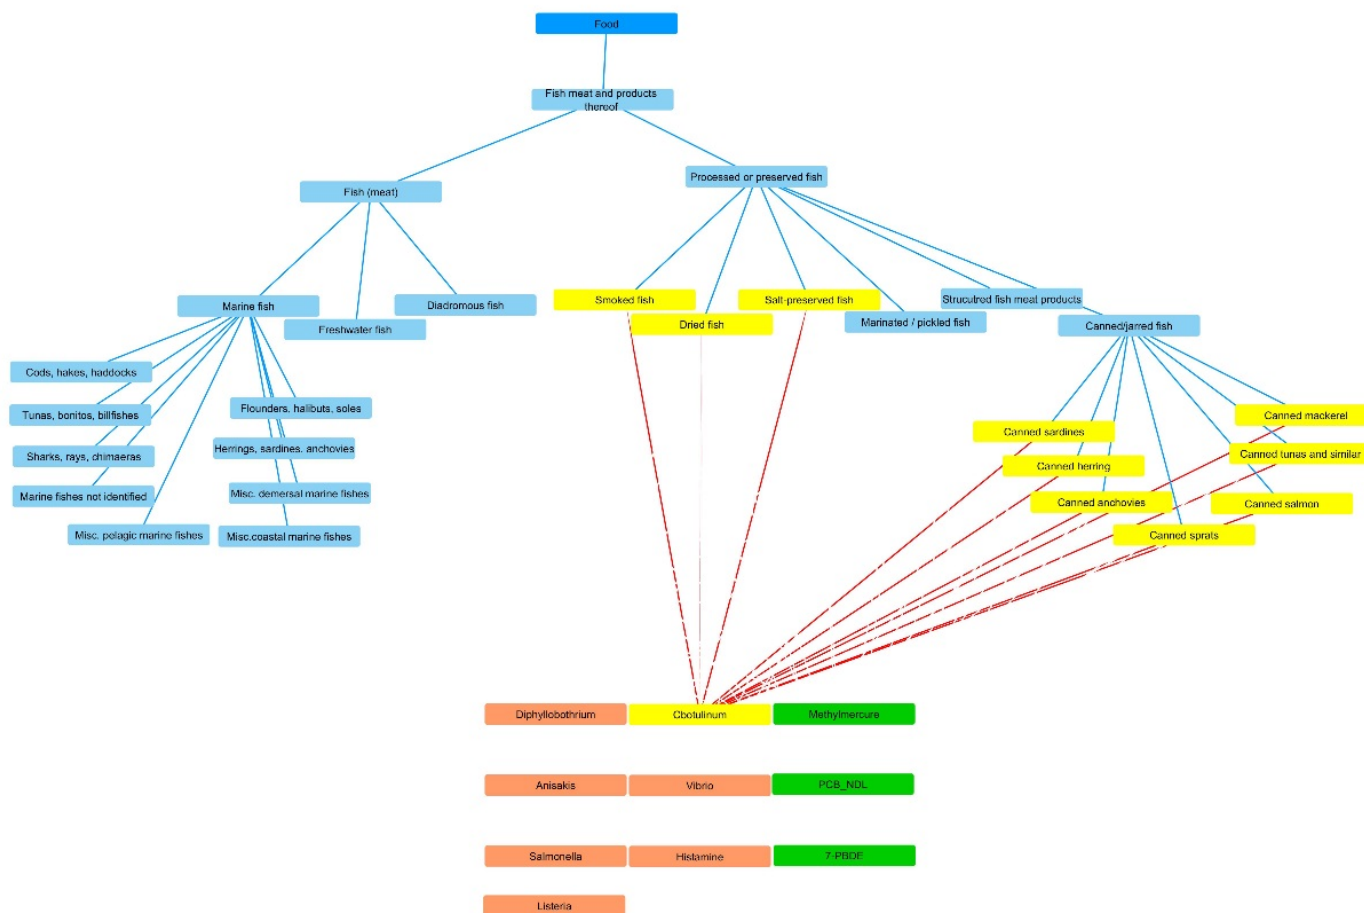 Food
Fish meat and products
thereof
Fish (meat)
Processed or preserved fish
Marine fish
Freshwater fish
Diadromous fish
Smoked fish
Dried fish
Salt-preserved fish
Marinated / pickled fish
Strucutred fish meat products
Canned/jarred fish
Cods, hakes, haddocks
Tunas, bonitos, billfishes
Sharks, rays, chimaeras
Marine fishes not identified
Misc. pelagic marine fishes
Flounders, halibuts, soles
Herrings, sardines. anchovies
Misc. demersal marine fishes
Misc.coastal marine fishes
Canned sardines
Canned herring
Canned anchovies
Canned sprats
Canned mackerel
Canned tunas and similar
Canned salmon
Diphyllobothrium
Cbotulinum
Methylmercure
Anisakis
Vibrio
PCB_NDL
Salmonella
Histamine
7-PBDE
Listeria